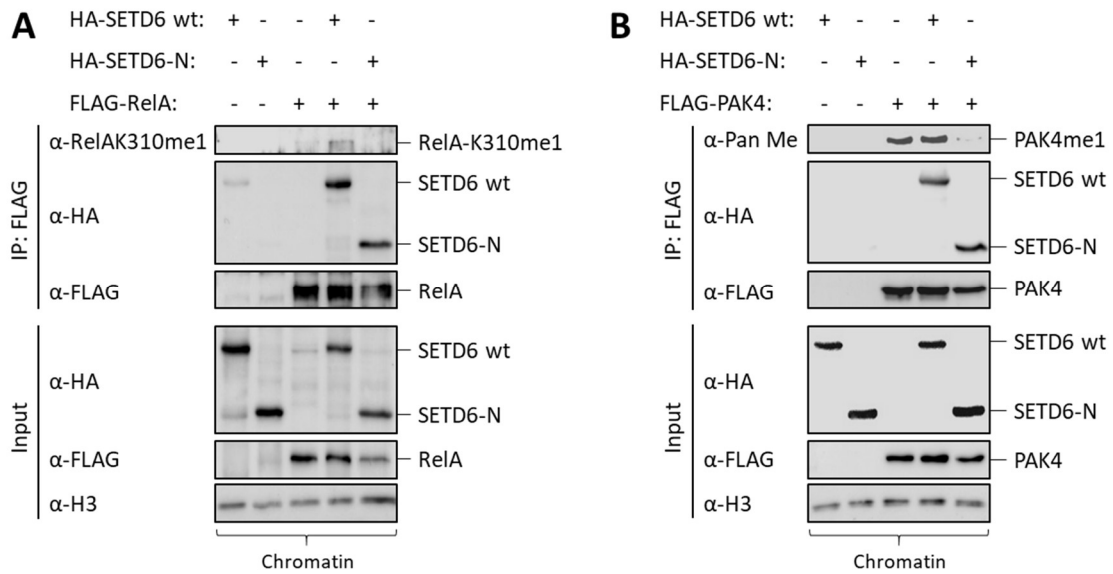 A
HA-SETD6 wt: + - - + -
HA-SETD6-N: - + - - +
FLAG-RelA: - - + + +
IP: FLAG
α-RelAK310me1 RelA-K310me1
SETD6 wt
α-HA
SETD6-N
α-FLAG RelA
Input
SETD6 wt
α-HA
SETD6-N
α-FLAG RelA
α-H3
Chromatin
B
HA-SETD6 wt: + - - + -
HA-SETD6-N: - + - - +
FLAG-PAK4: - - + + +
IP: FLAG
α-Pan Me PAK4me1
SETD6 wt
α-HA
SETD6-N
α-FLAG PAK4
Input
SETD6 wt
α-HA
SETD6-N
α-FLAG PAK4
α-H3
Chromatin